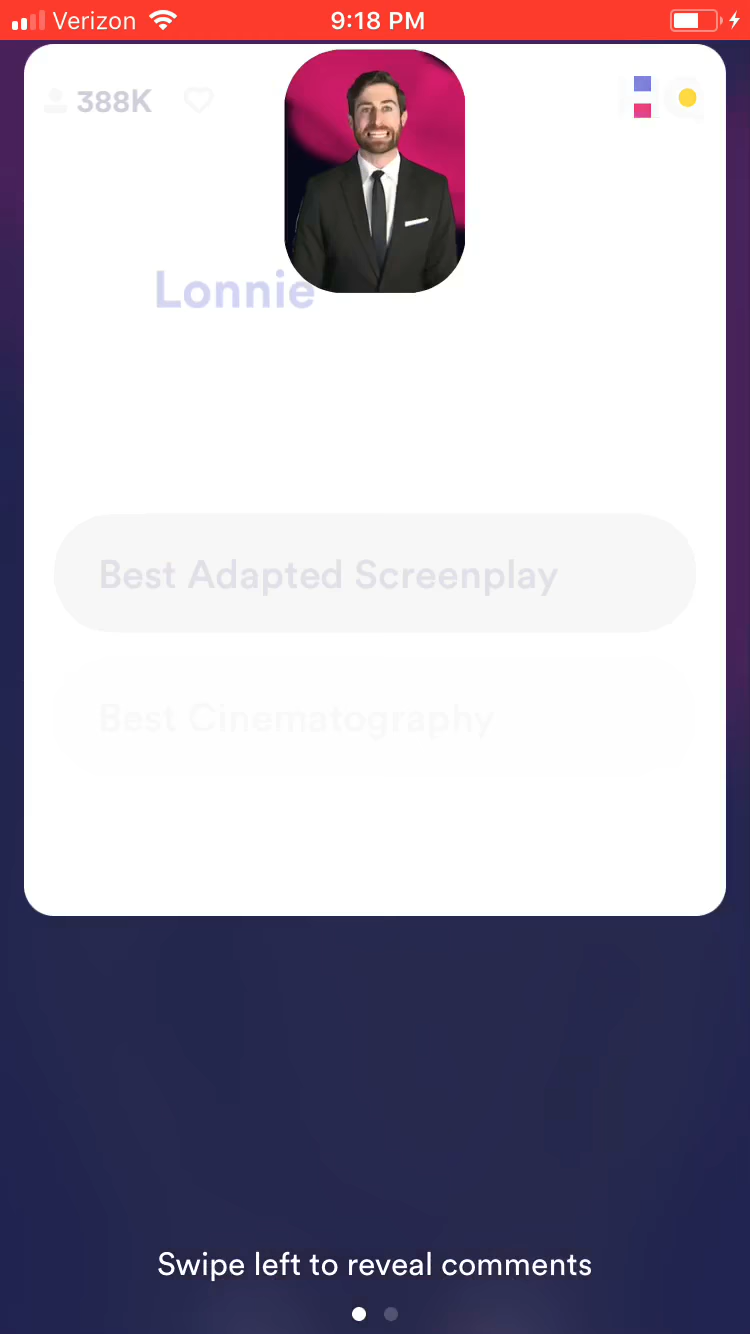 Verizon 9:18 PM
388K
Lonnie
Best Adapted Screenplay
Best Cinematography
Swipe left to reveal comments